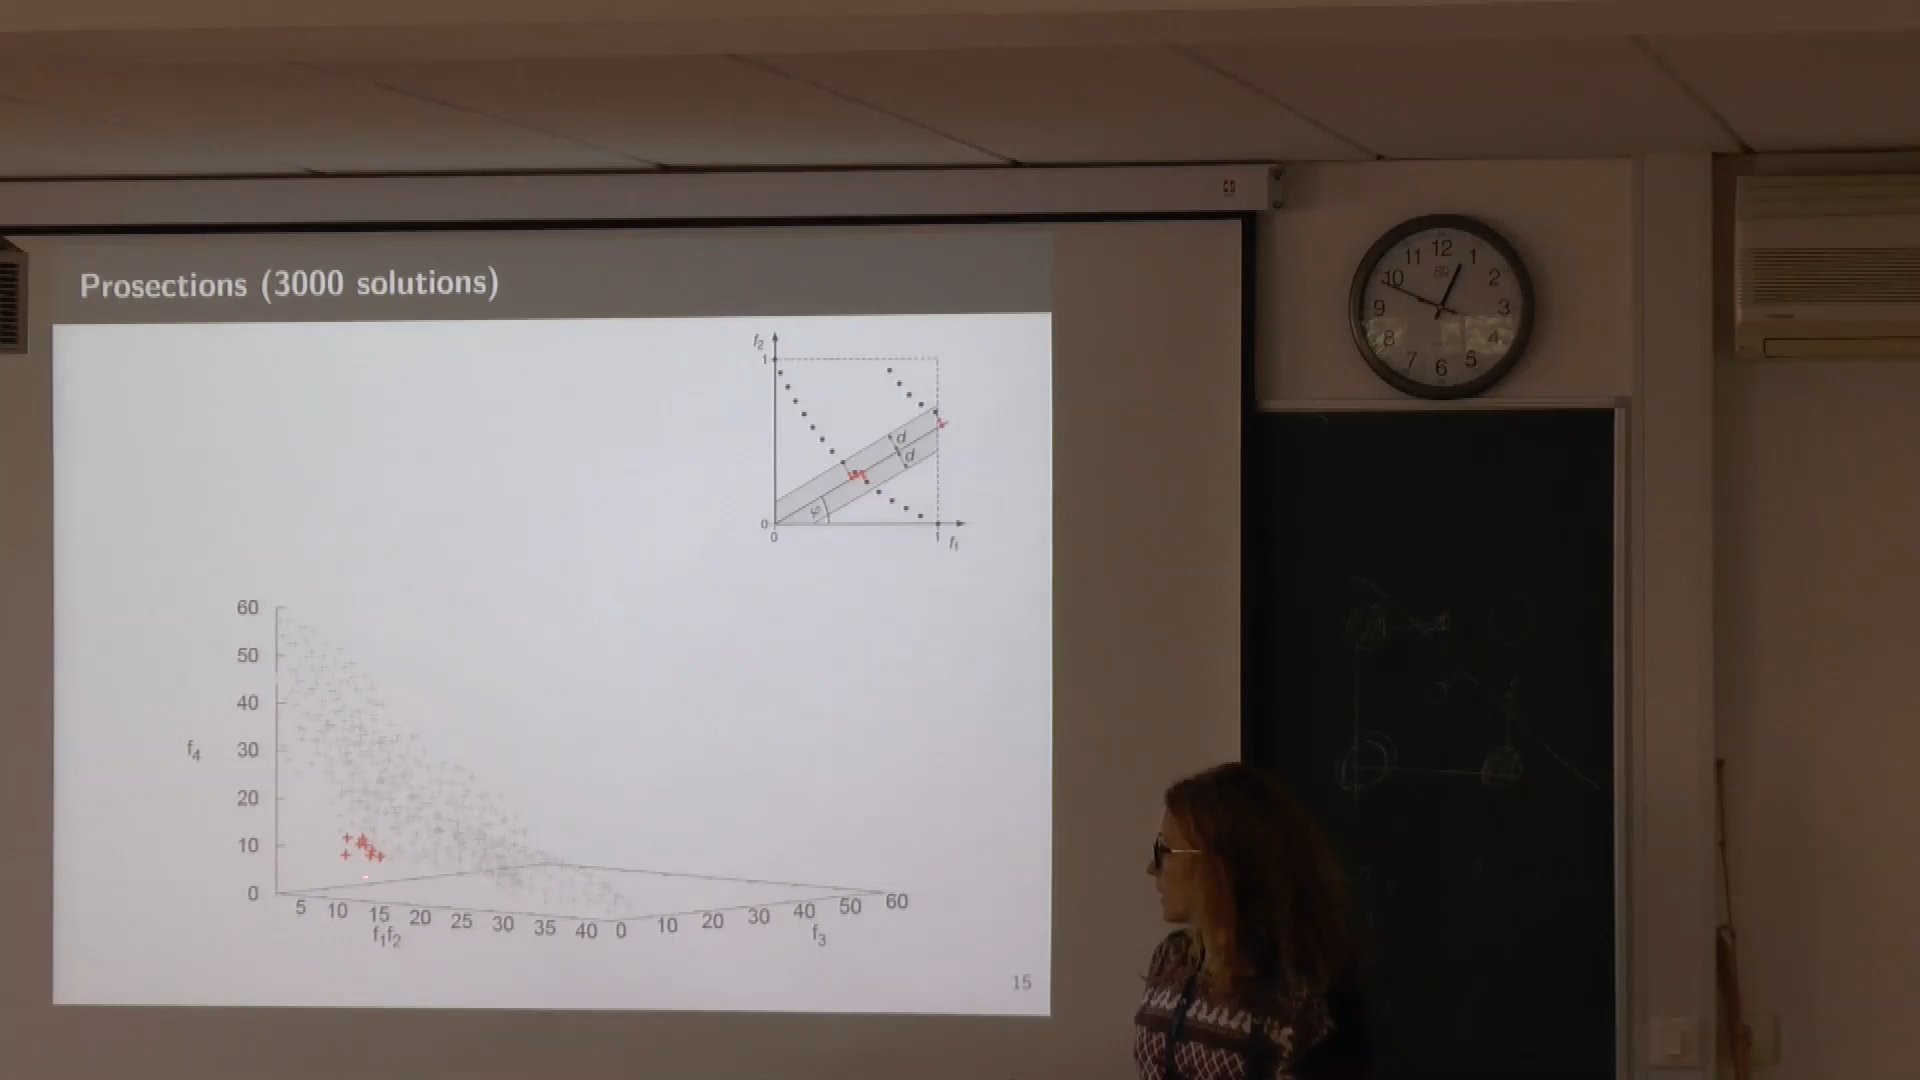 Prosections (3000 solutions)
f₂
1
d
d
φ
0
0
1
f₁
60
50
40
30
20
10
0
f₄
5 10 15 20 25 30 35 40
f₁f₂
0 10 20 30 40 50 60
f₃
15
12
1
2
3
4
5
6
7
8
9
10
11